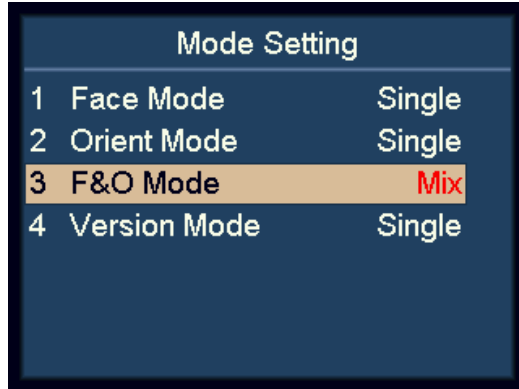 Mode Setting
1 Face Mode Single
2 Orient Mode Single
3 F&O Mode Mix
4 Version Mode Single